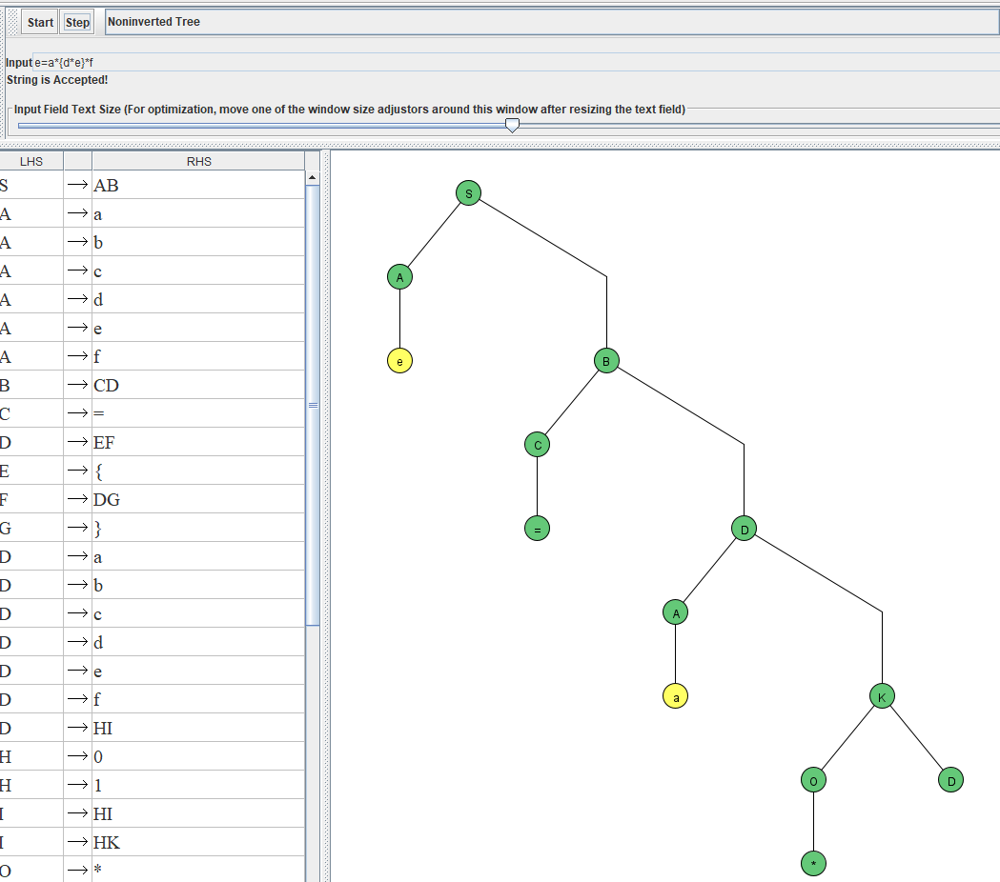 Start Step Noninverted Tree
Input e=a*{d*e}*f
String is Accepted!
Input Field Text Size (For optimization, move one of the window size adjustors around this window after resizing the text field)
LHS RHS
S → AB
A → a
A → b
A → c
A → d
A → e
A → f
B → CD
C → =
D → EF
E → {
F → DG
G → }
D → a
D → b
D → c
D → d
D → e
D → f
D → HI
H → 0
H → 1
I → HI
I → HK
O → *
S
A
e
B
C
=
D
A
a
K
O
D
*